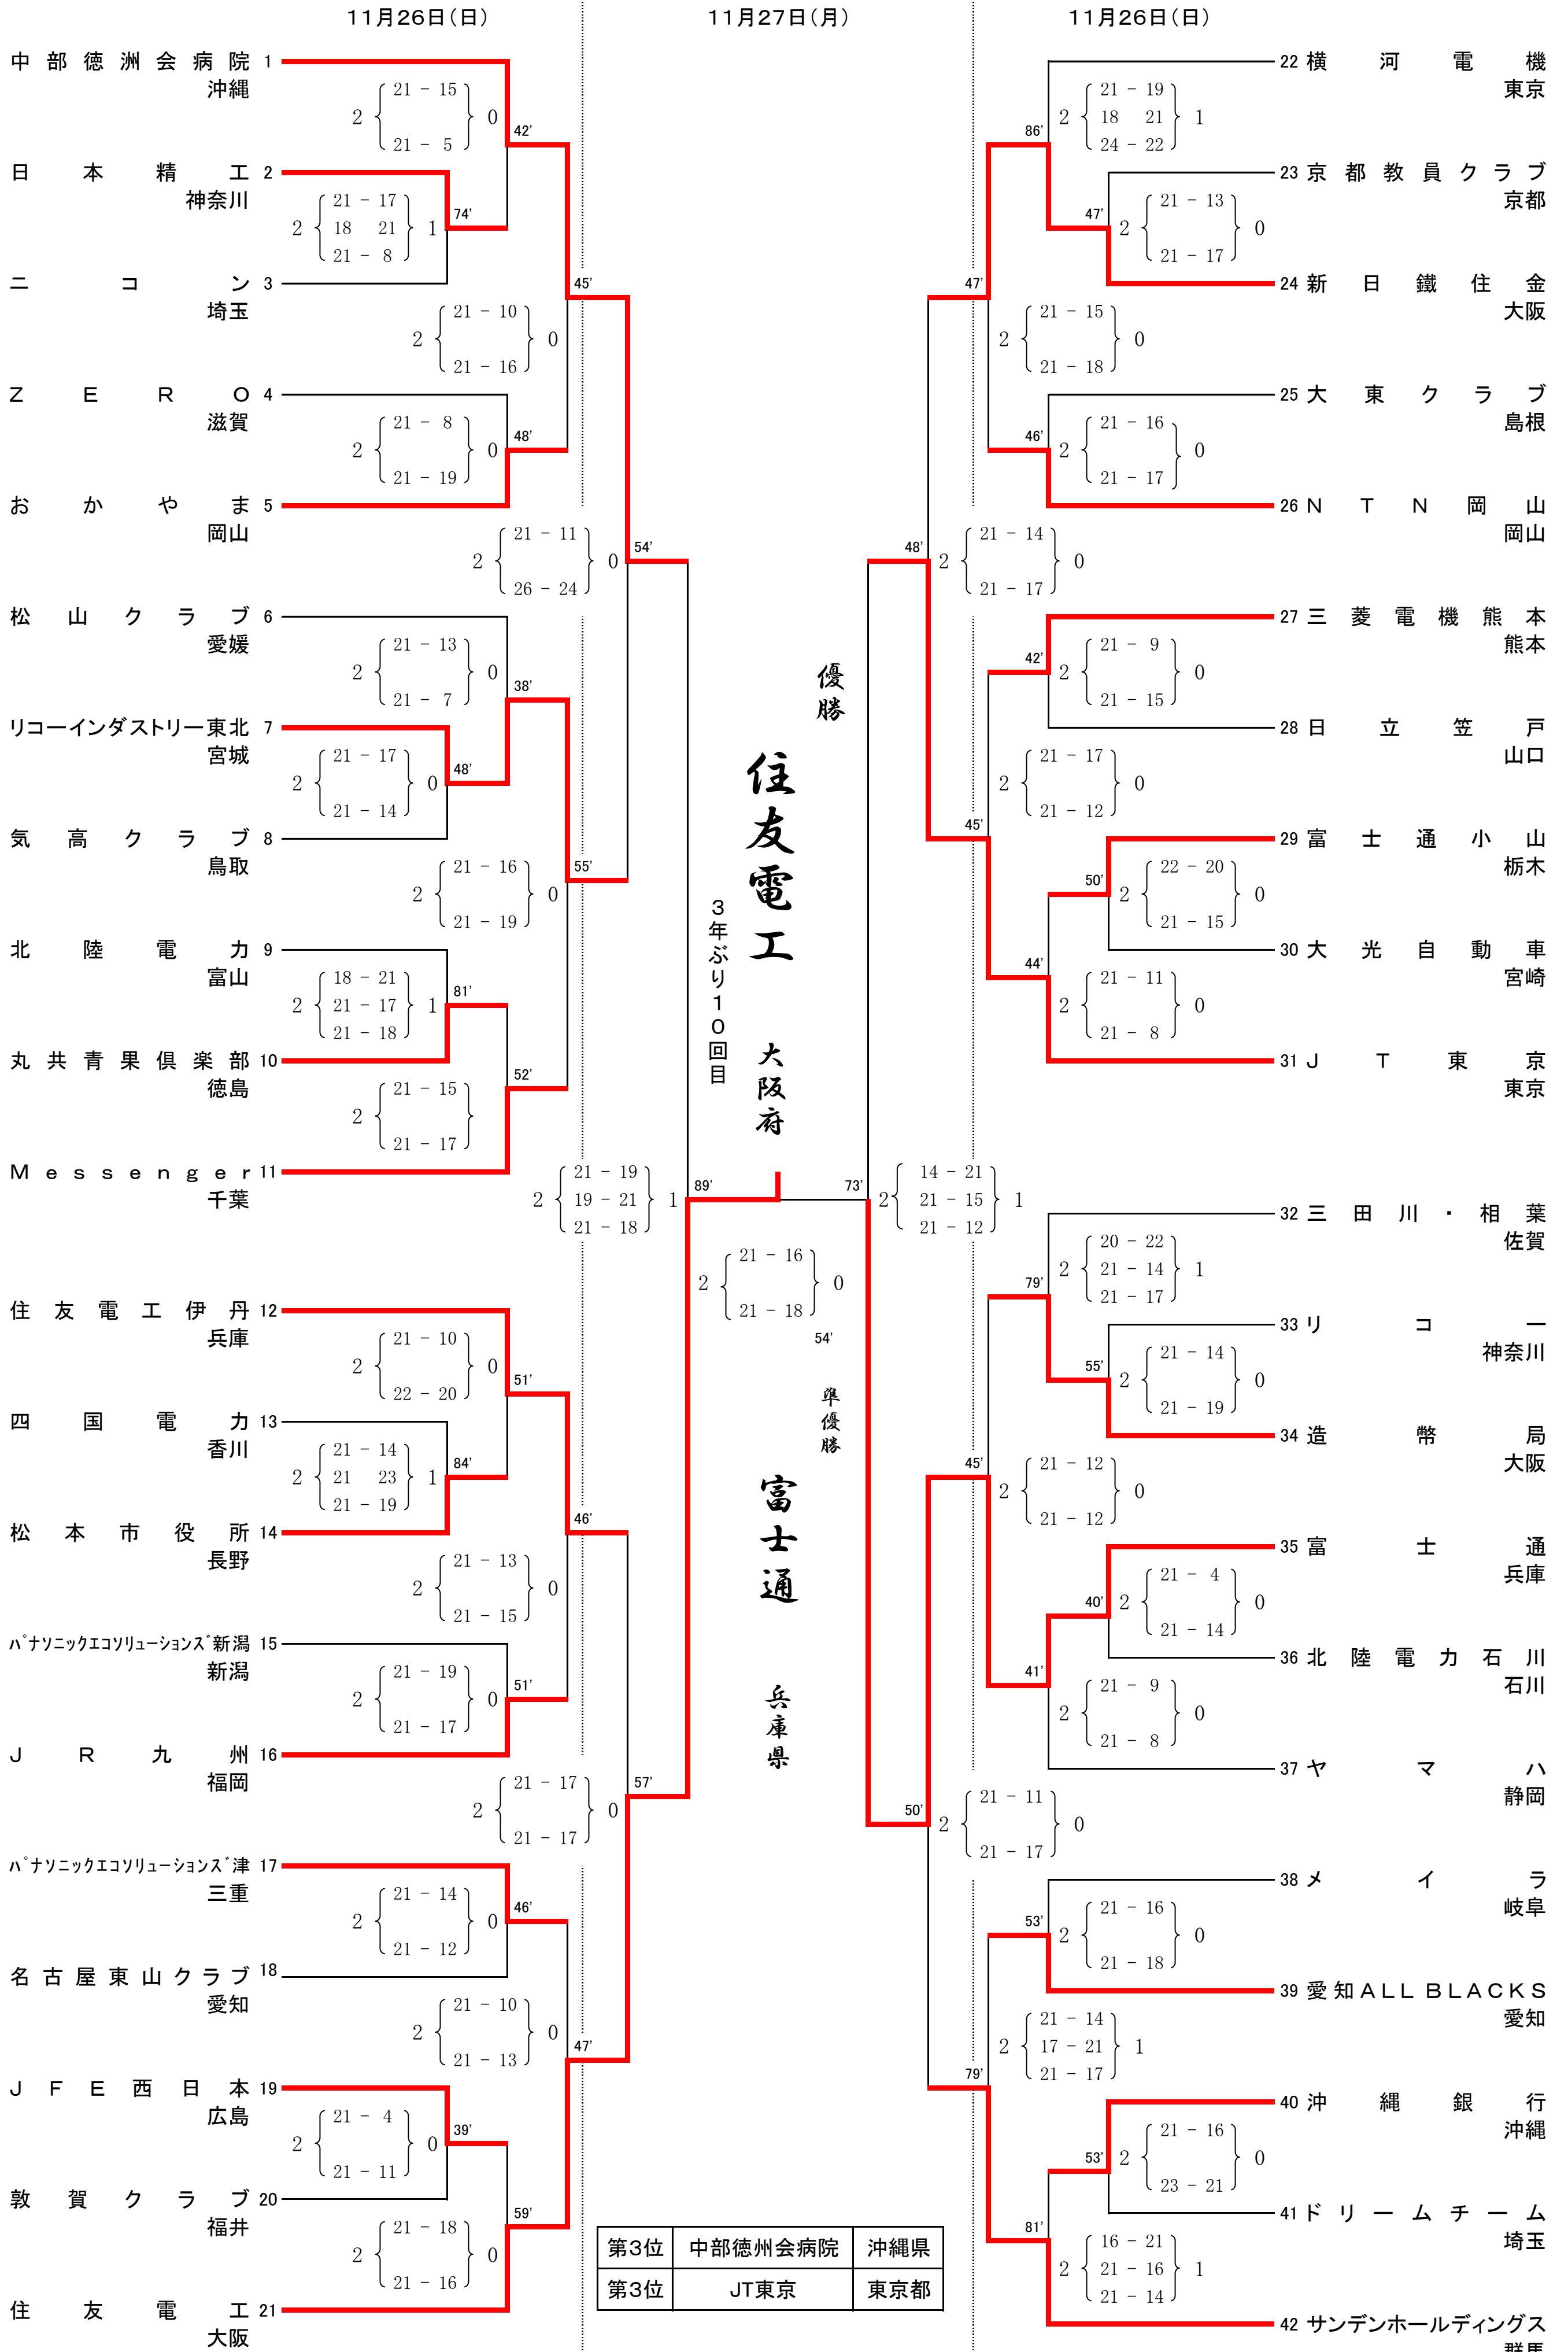 11月26日(日)
11月27日(月)
11月26日(日)
中部徳洲会病院 1
沖縄
2 21 - 15 0
21 - 5
42'
日本精工 2
神奈川
2 21 - 17 1
18 21
21 - 8
74'
ニコン 3
埼玉
45'
2 21 - 10 0
21 - 16
ZERO 4
滋賀
2 21 - 8 0
21 - 19
48'
おかやま 5
岡山
2 21 - 11 0
26 - 24
54'
松山クラブ 6
愛媛
2 21 - 13 0
21 - 7
38'
リコーインダストリー東北 7
宮城
2 21 - 17 0
21 - 14
48'
気高クラブ 8
鳥取
2 21 - 16 0
21 - 19
55'
北陸電力 9
富山
2 18 - 21 1
21 - 17
21 - 18
81'
丸共青果倶楽部 10
徳島
2 21 - 15
21 - 17
52'
Messenger 11
千葉
2 21 - 19 1
19 - 21
21 - 18
89'
住友電工伊丹 12
兵庫
2 21 - 10 0
22 - 20
51'
四国電力 13
香川
2 21 - 14 1
21 23
21 - 19
84'
松本市役所 14
長野
46'
2 21 - 13 0
21 - 15
パナソニックエコソリューションズ新潟 15
新潟
2 21 - 19 0
21 - 17
51'
JR九州 16
福岡
2 21 - 17 0
21 - 17
57'
パナソニックエコソリューションズ津 17
三重
2 21 - 14 0
21 - 12
46'
名古屋東山クラブ 18
愛知
2 21 - 10 0
21 - 13
47'
JFE西日本 19
広島
2 21 - 4 0
21 - 11
39'
敦賀クラブ 20
福井
2 21 - 18 0
21 - 16
59'
住友電工 21
大阪
優勝
住友電工
3年ぶり10回目
大阪府
2 21 - 16 0
21 - 18
54'
準優勝
富士通
兵庫県
第3位 中部徳州会病院 沖縄県
第3位 JT東京 東京都
22 横河電機
東京
86'
2 21 - 19 1
18 21
24 - 22
23 京都教員クラブ
京都
47'
2 21 - 13 0
21 - 17
24 新日鐵住金
大阪
47'
2 21 - 15 0
21 - 18
25 大東クラブ
島根
46'
2 21 - 16 0
21 - 17
26 NTN岡山
岡山
48'
2 21 - 14 0
21 - 17
27 三菱電機熊本
熊本
42'
2 21 - 9 0
21 - 15
28 日立笠戸
山口
2 21 - 17 0
21 - 12
45'
29 富士通小山
栃木
50'
2 22 - 20 0
21 - 15
30 大光自動車
宮崎
44'
2 21 - 11 0
21 - 8
31 JT東京
東京
73'
2 14 - 21 1
21 - 15
21 - 12
32 三田川・相葉
佐賀
79'
2 20 - 22 1
21 - 14
21 - 17
33 リコー
神奈川
55'
2 21 - 14 0
21 - 19
34 造幣局
大阪
45'
2 21 - 12 0
21 - 12
35 富士通
兵庫
40'
2 21 - 4 0
21 - 14
36 北陸電力石川
石川
41'
2 21 - 9 0
21 - 8
37 ヤマハ
静岡
50'
2 21 - 11 0
21 - 17
38 メイラ
岐阜
53'
2 21 - 16 0
21 - 18
39 愛知ALL BLACKS
愛知
2 21 - 14 1
17 - 21
21 - 17
79'
40 沖縄銀行
沖縄
53'
2 21 - 16 0
23 - 21
41 ドリームチーム
埼玉
81'
2 16 - 21 1
21 - 16
21 - 14
42 サンデンホールディングス
群馬